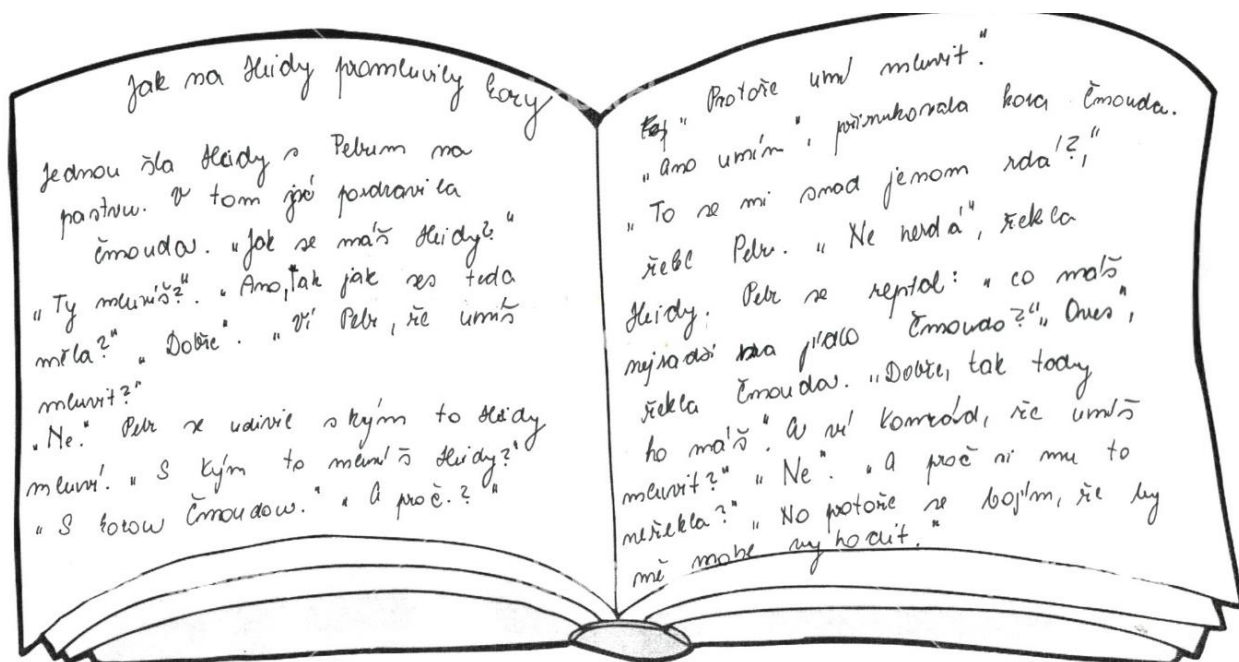 Jak na Heidy promluvily kozy
Jednou šla Heidy s Petrem na
pastvu. V tom jé pozdravila
čmouda. „Jak se máš Heidy?"
„Ty mluvíš?". „Ano, tak jak ses teda
měla?" „Dobře". „Ví Petr, že umíš
mluvit?"
„Ne." Petr se udivil s kým to Heidy
mluví. „S kým to mluvíš Heidy?"
„S kozou Čmoudou." „A proč.?"
„Protože umí mluvit."
„Ano umím", přinukovala koza Čmouda.
„To se mi snad jenom zdá!?,"
řekl Petr. „Ne nezdá", řekla
Heidy. Petr se zeptal: „co máš
nejradši jídlo Čmoudo?" „Oves",
řekla Čmouda. „Dobře, tak tady
ho máš". A ví Komrád, že umíš
mluvit?" „Ne". „A proč si mu to
neřekla?" „No protože se bojím, že by
mě mohl vyhodit."